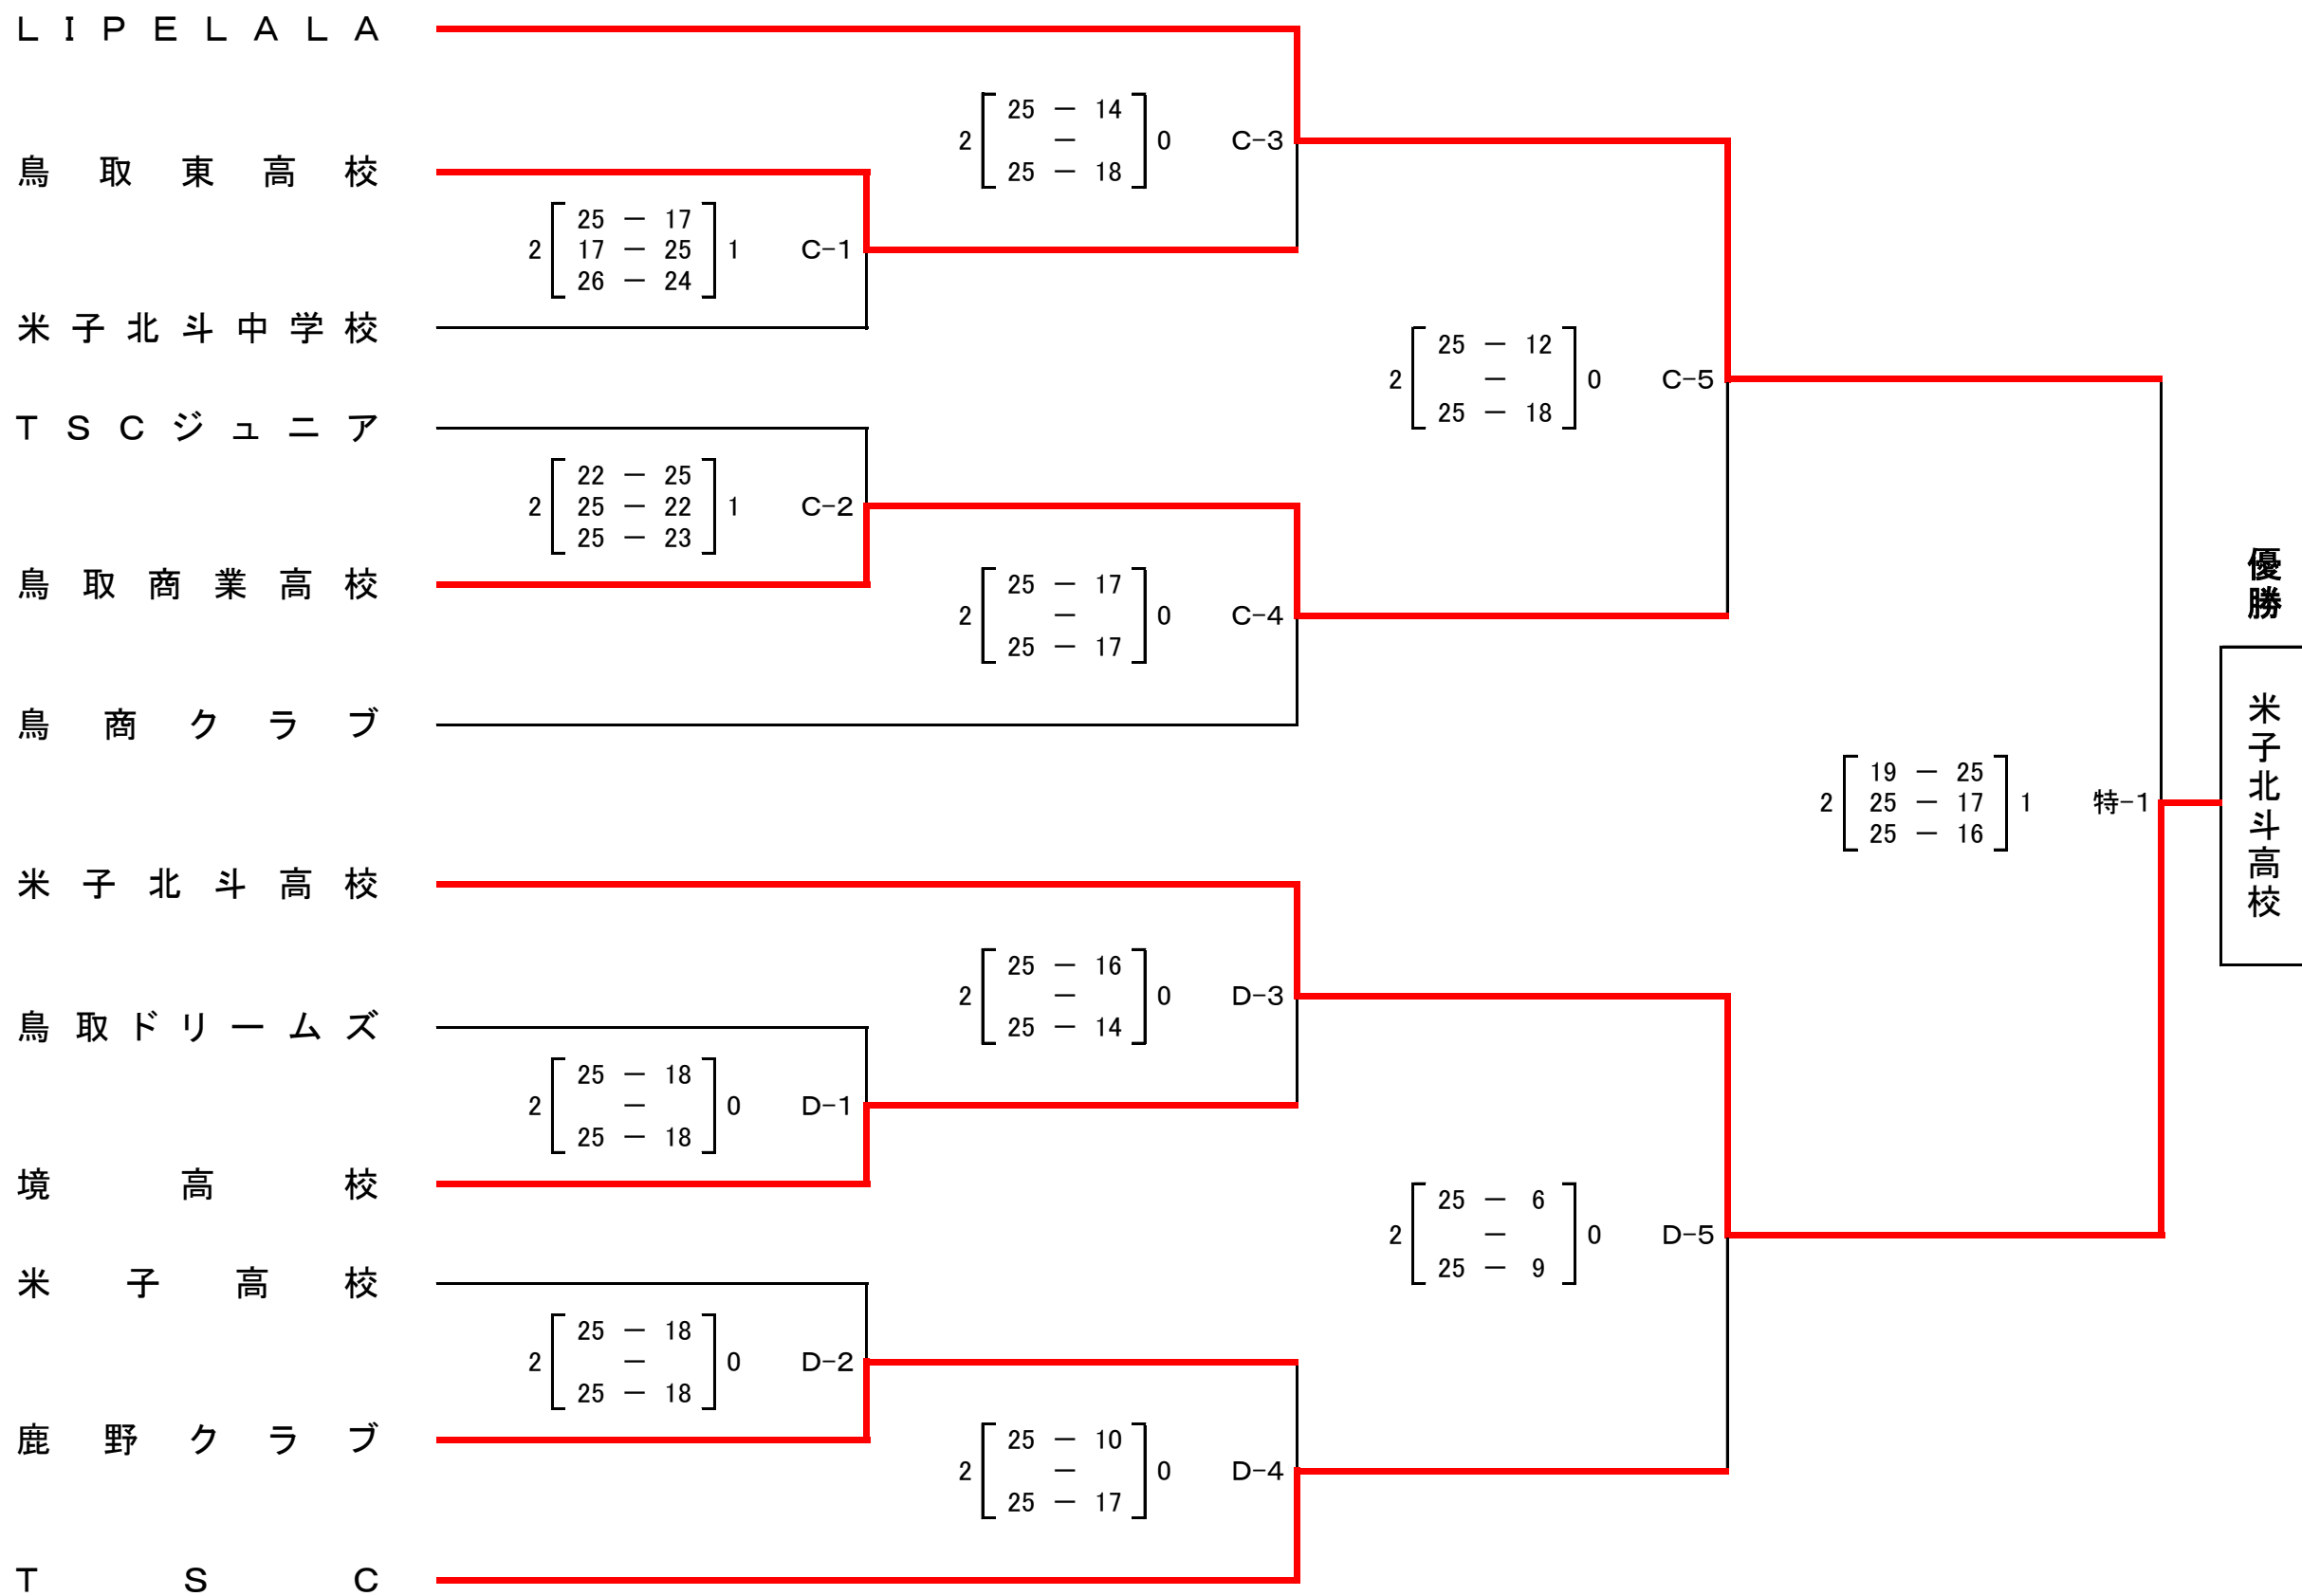 LIPELALA
25 － 14
2 － 0 C-3
25 － 18
鳥取東高校
25 － 17
2 17 － 25 1 C-1
26 － 24
米子北斗中学校
25 － 12
2 － 0 C-5
25 － 18
TSCジュニア
22 － 25
2 25 － 22 1 C-2
25 － 23
鳥取商業高校
25 － 17
2 － 0 C-4
25 － 17
鳥商クラブ
優勝
米子北斗高校
19 － 25
2 25 － 17 1 特-1
25 － 16
米子北斗高校
25 － 16
2 － 0 D-3
25 － 14
鳥取ドリームズ
25 － 18
2 － 0 D-1
25 － 18
境高校
25 － 6
2 － 0 D-5
25 － 9
米子高校
25 － 18
2 － 0 D-2
25 － 18
鹿野クラブ
25 － 10
2 － 0 D-4
25 － 17
TSC